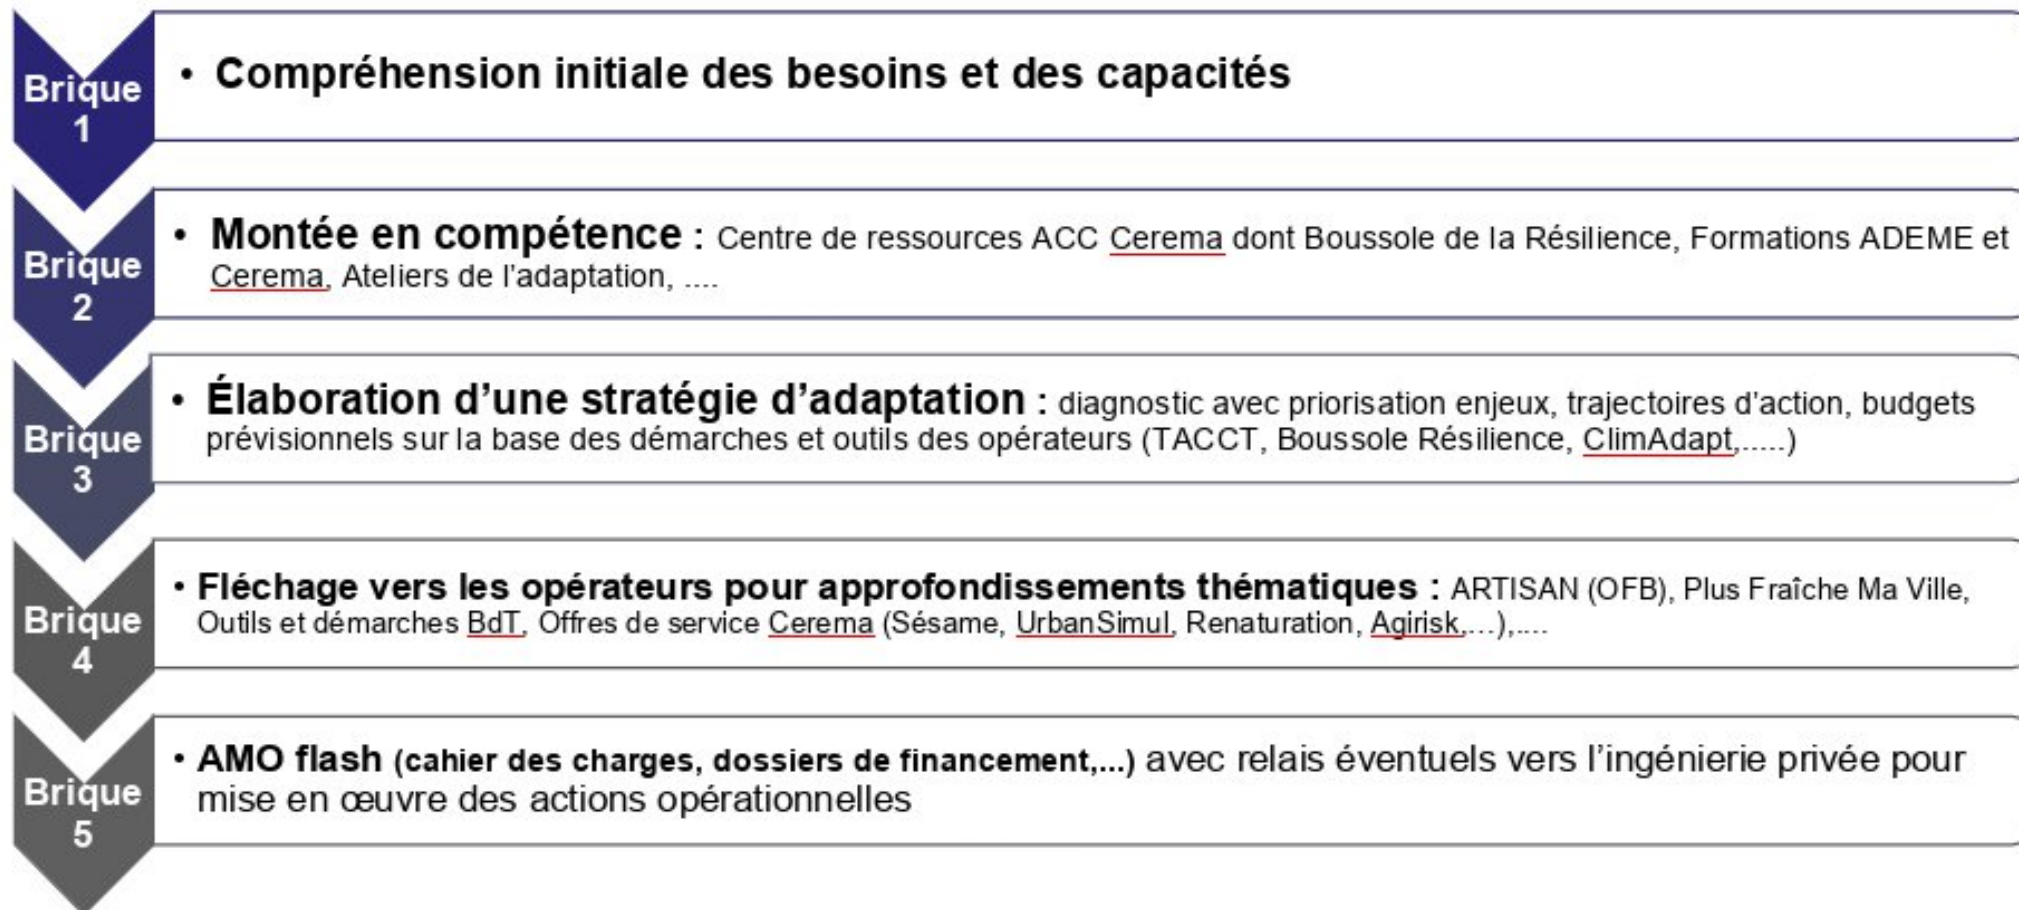 Brique
1
• Compréhension initiale des besoins et des capacités
Brique
2
• Montée en compétence : Centre de ressources ACC Cerema dont Boussole de la Résilience, Formations ADEME et
Cerema, Ateliers de l’adaptation, ....
Brique
3
• Élaboration d’une stratégie d’adaptation : diagnostic avec priorisation enjeux, trajectoires d’action, budgets
prévisionnels sur la base des démarches et outils des opérateurs (TACCT, Boussole Résilience, ClimAdapt,.....)
Brique
4
• Fléchage vers les opérateurs pour approfondissements thématiques : ARTISAN (OFB), Plus Fraîche Ma Ville,
Outils et démarches BdT, Offres de service Cerema (Sésame, UrbanSimul, Renaturation, Agirisk,...),....
Brique
5
• AMO flash (cahier des charges, dossiers de financement,...) avec relais éventuels vers l’ingénierie privée pour
mise en œuvre des actions opérationnelles